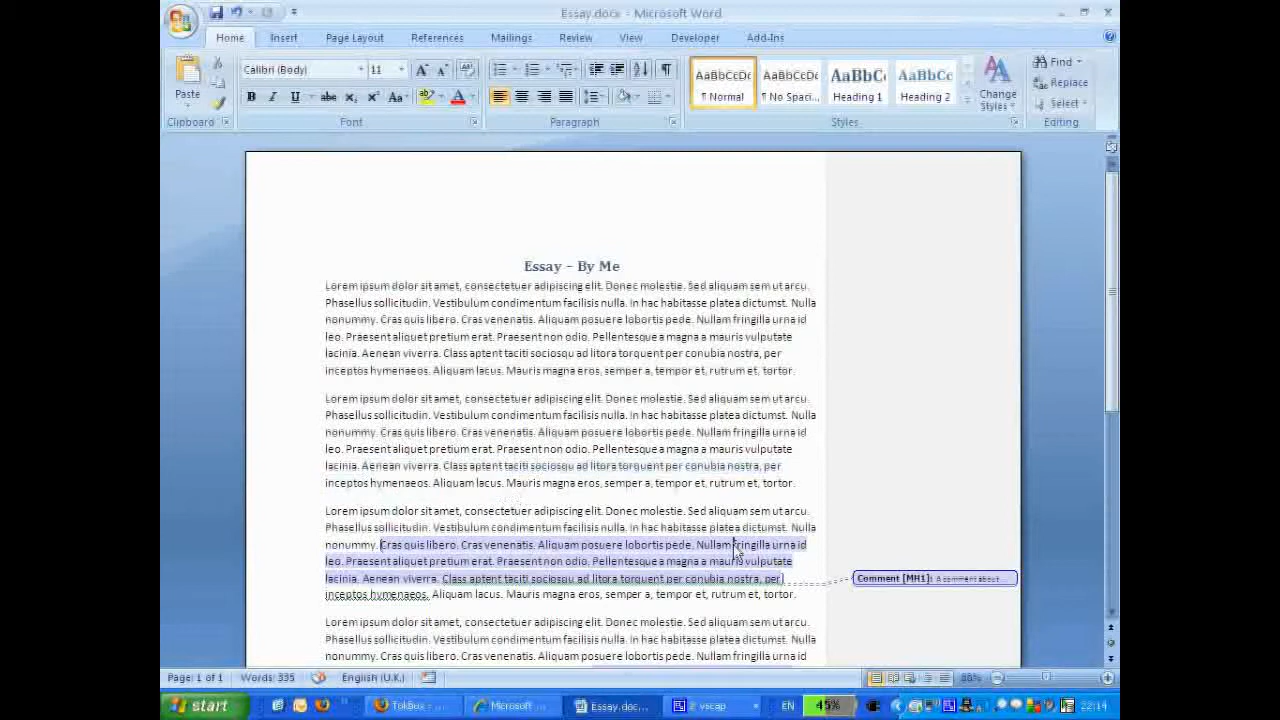 Essay.docx - Microsoft Word
Home Insert Page Layout References Mailings Review View Developer Add-Ins
Calibri (Body) 11
AaBbCcDc AaBbCcDc AaBbC AaBbCc
Paste
B I U abc x₂ x² Aa
¶ Normal ¶ No Spaci... Heading 1 Heading 2
Change Styles
Find
Replace
Select
Clipboard Font Paragraph Styles Editing
Essay – By Me
Lorem ipsum dolor sit amet, consectetuer adipiscing elit. Donec molestie. Sed aliquam sem ut arcu.
Phasellus sollicitudin. Vestibulum condimentum facilisis nulla. In hac habitasse platea dictumst. Nulla
nonummy. Cras quis libero. Cras venenatis. Aliquam posuere lobortis pede. Nullam fringilla urna id
leo. Praesent aliquet pretium erat. Praesent non odio. Pellentesque a magna a mauris vulputate
lacinia. Aenean viverra. Class aptent taciti sociosqu ad litora torquent per conubia nostra, per
inceptos hymenaeos. Aliquam lacus. Mauris magna eros, semper a, tempor et, rutrum et, tortor.
Lorem ipsum dolor sit amet, consectetuer adipiscing elit. Donec molestie. Sed aliquam sem ut arcu.
Phasellus sollicitudin. Vestibulum condimentum facilisis nulla. In hac habitasse platea dictumst. Nulla
nonummy. Cras quis libero. Cras venenatis. Aliquam posuere lobortis pede. Nullam fringilla urna id
leo. Praesent aliquet pretium erat. Praesent non odio. Pellentesque a magna a mauris vulputate
lacinia. Aenean viverra. Class aptent taciti sociosqu ad litora torquent per conubia nostra, per
inceptos hymenaeos. Aliquam lacus. Mauris magna eros, semper a, tempor et, rutrum et, tortor.
Lorem ipsum dolor sit amet, consectetuer adipiscing elit. Donec molestie. Sed aliquam sem ut arcu.
Phasellus sollicitudin. Vestibulum condimentum facilisis nulla. In hac habitasse platea dictumst. Nulla
nonummy. Cras quis libero. Cras venenatis. Aliquam posuere lobortis pede. Nullam fringilla urna id
leo. Praesent aliquet pretium erat. Praesent non odio. Pellentesque a magna a mauris vulputate
lacinia. Aenean viverra. Class aptent taciti sociosqu ad litora torquent per conubia nostra, per
Comment [MH1]: A comment about...
inceptos hymenaeos. Aliquam lacus. Mauris magna eros, semper a, tempor et, rutrum et, tortor.
Lorem ipsum dolor sit amet, consectetuer adipiscing elit. Donec molestie. Sed aliquam sem ut arcu.
Phasellus sollicitudin. Vestibulum condimentum facilisis nulla. In hac habitasse platea dictumst. Nulla
nonummy. Cras quis libero. Cras venenatis. Aliquam posuere lobortis pede. Nullam fringilla urna id
Page: 1 of 1 Words: 335 English (U.K.) 88%
start Microsoft Essay.doc... 2 vscap EN 45% 22:14